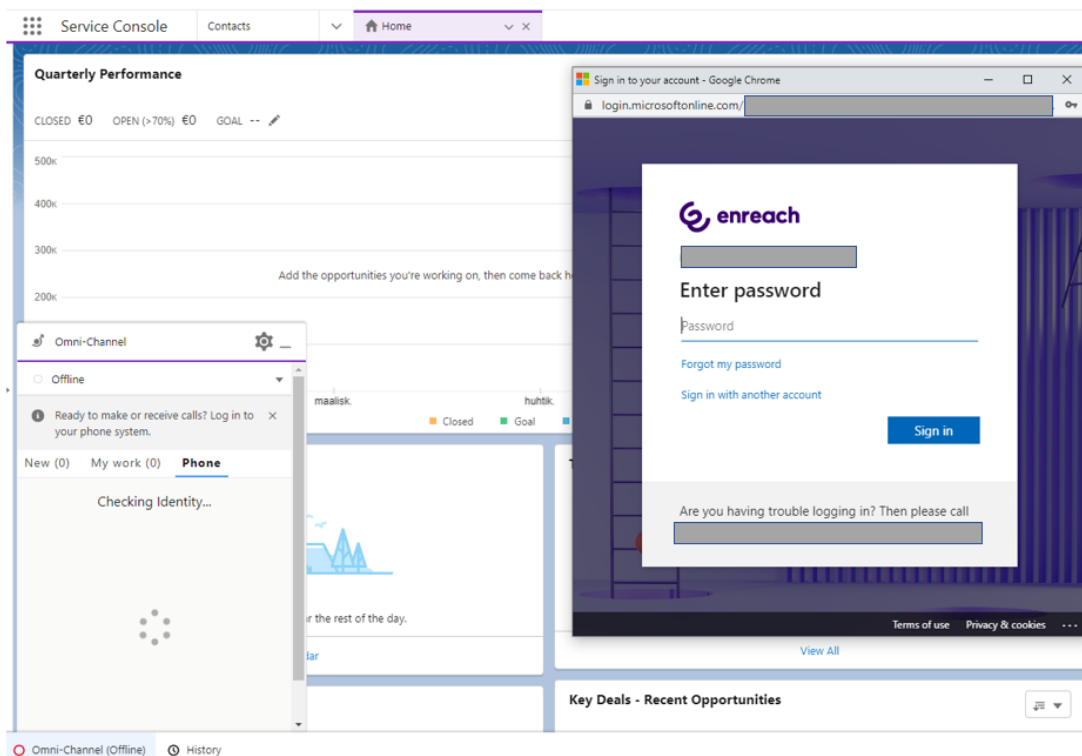 Service Console
Contacts
Home
Quarterly Performance
CLOSED €0 OPEN (>70%) €0 GOAL --
500K
400K
300K
200K
Add the opportunities you're working on, then come back
maalisk.
huhtik.
Closed
Goal
Omni-Channel
Offline
Ready to make or receive calls? Log in to
your phone system.
New (0) My work (0) Phone
Checking Identity...
the rest of the day.
View All
Key Deals - Recent Opportunities
Omni-Channel (Offline)
History
Sign in to your account - Google Chrome
login.microsoftonline.com/
enreach
Enter password
Password
Forgot my password
Sign in with another account
Sign in
Are you having trouble logging in? Then please call
Terms of use Privacy & cookies ...